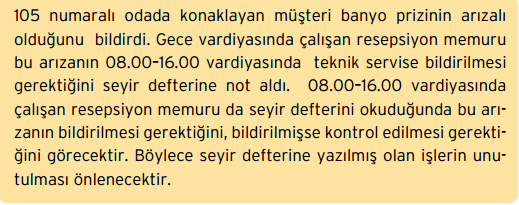 105 numaralı odada konaklayan müşteri banyo prizinin arızalı
olduğunu bildirdi. Gece vardiyasında çalışan resepsiyon memuru
bu arızanın 08.00-16.00 vardiyasında teknik servise bildirilmesi
gerektiğini seyir defterine not aldı. 08.00-16.00 vardiyasında
çalışan resepsiyon memuru da seyir defterini okuduğunda bu arı-
zanın bildirilmesi gerektiğini, bildirilmişse kontrol edilmesi gerekti-
ğini görecektir. Böylece seyir defterine yazılmış olan işlerin unu-
tulması önlenecektir.